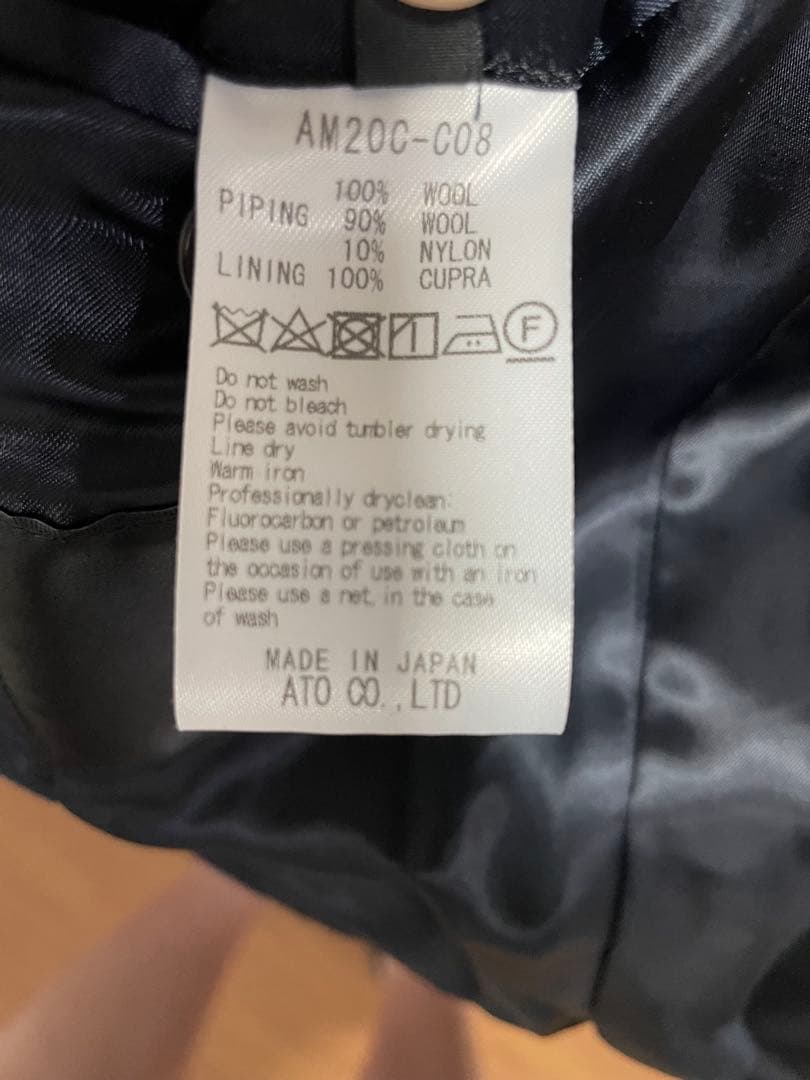 AM20C-C08
100% WOOL
PIPING 90% WOOL
10% NYLON
LINING 100% CUPRA
F
Do not wash
Do not bleach
Please avoid tumbler drying
Line dry
Warm iron
Professionally dryclean:
Fluorocarbon or petroleum
Please use a pressing cloth on
the occasion of use with an iron
Please use a net, in the case
of wash
MADE IN JAPAN
ATO CO.,LTD